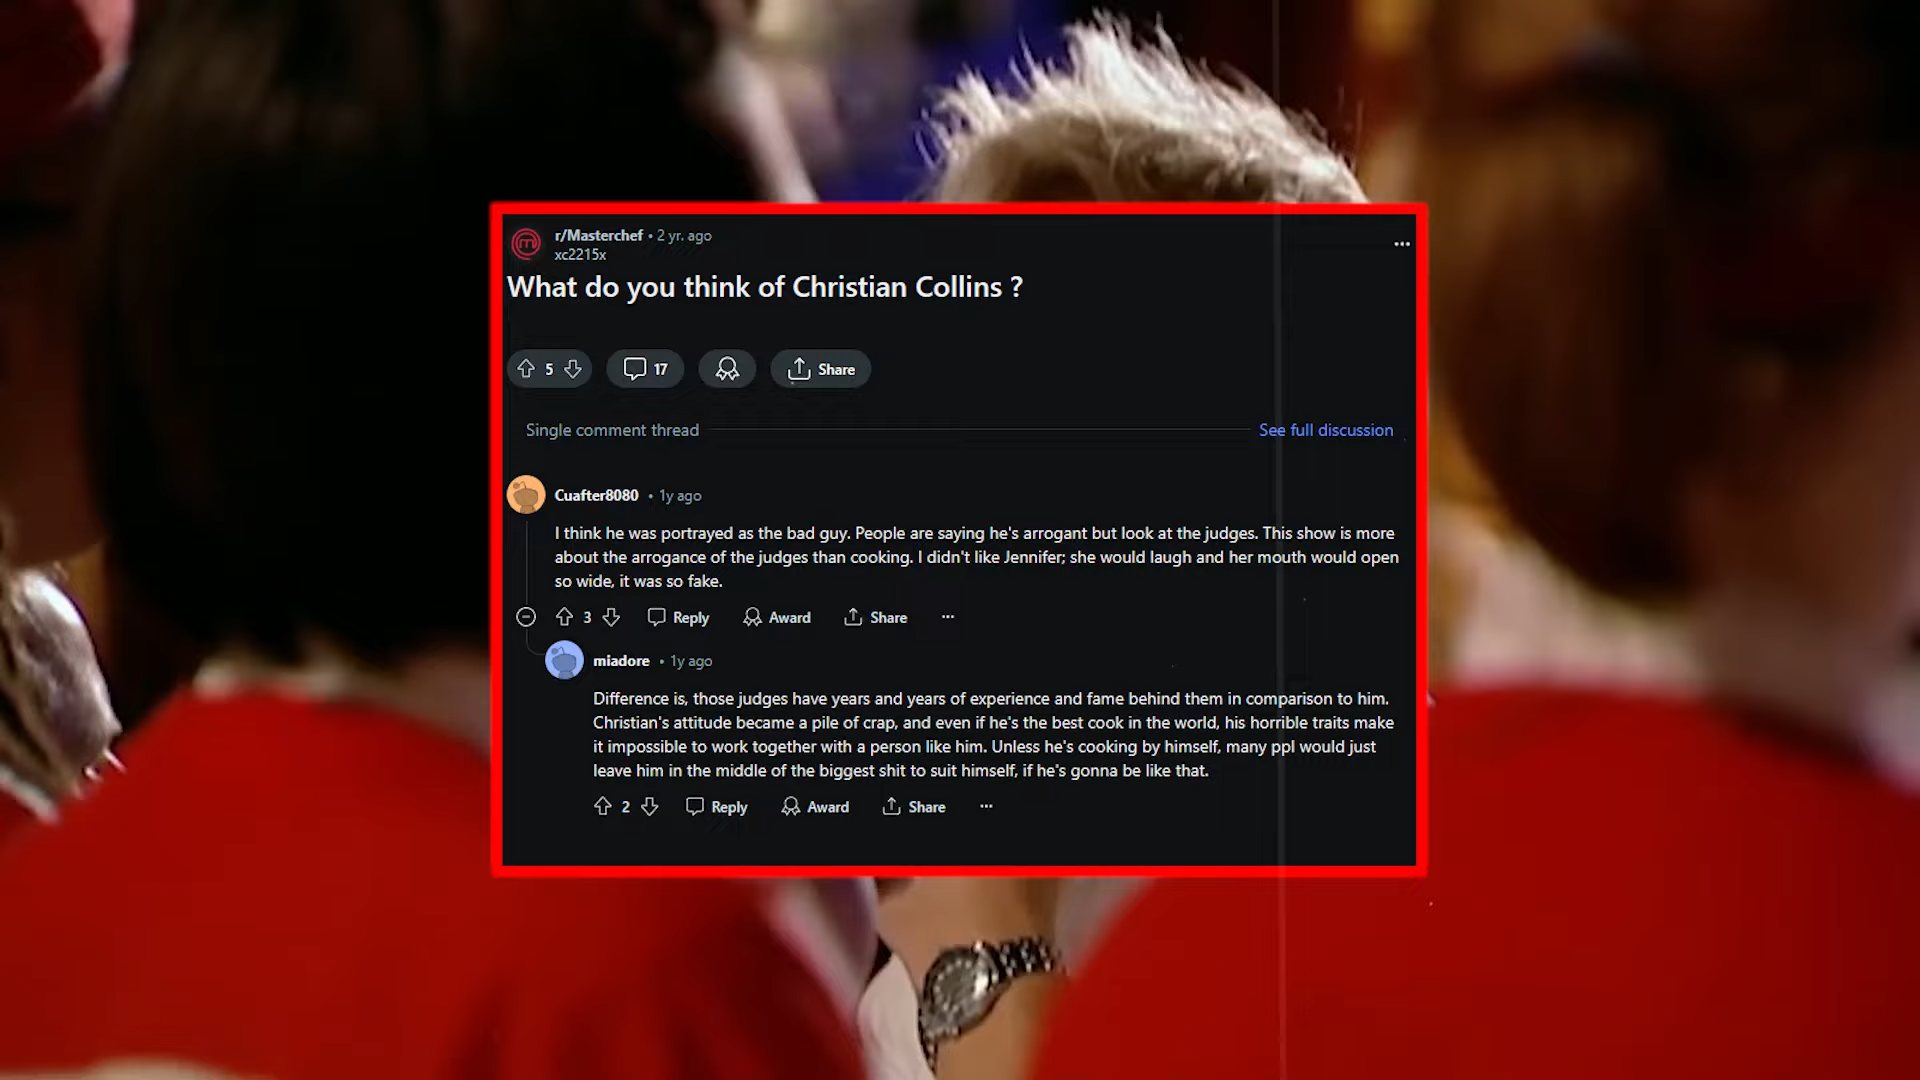 r/Masterchef • 2 yr. ago
xc2215x
What do you think of Christian Collins ?
5 17 Share
Single comment thread See full discussion
Cuafter8080 • 1y ago
I think he was portrayed as the bad guy. People are saying he's arrogant but look at the judges. This show is more
about the arrogance of the judges than cooking. I didn't like Jennifer; she would laugh and her mouth would open
so wide, it was so fake.
3 Reply Award Share
miadore • 1y ago
Difference is, those judges have years and years of experience and fame behind them in comparison to him.
Christian's attitude became a pile of crap, and even if he's the best cook in the world, his horrible traits make
it impossible to work together with a person like him. Unless he's cooking by himself, many ppl would just
leave him in the middle of the biggest shit to suit himself, if he's gonna be like that.
2 Reply Award Share